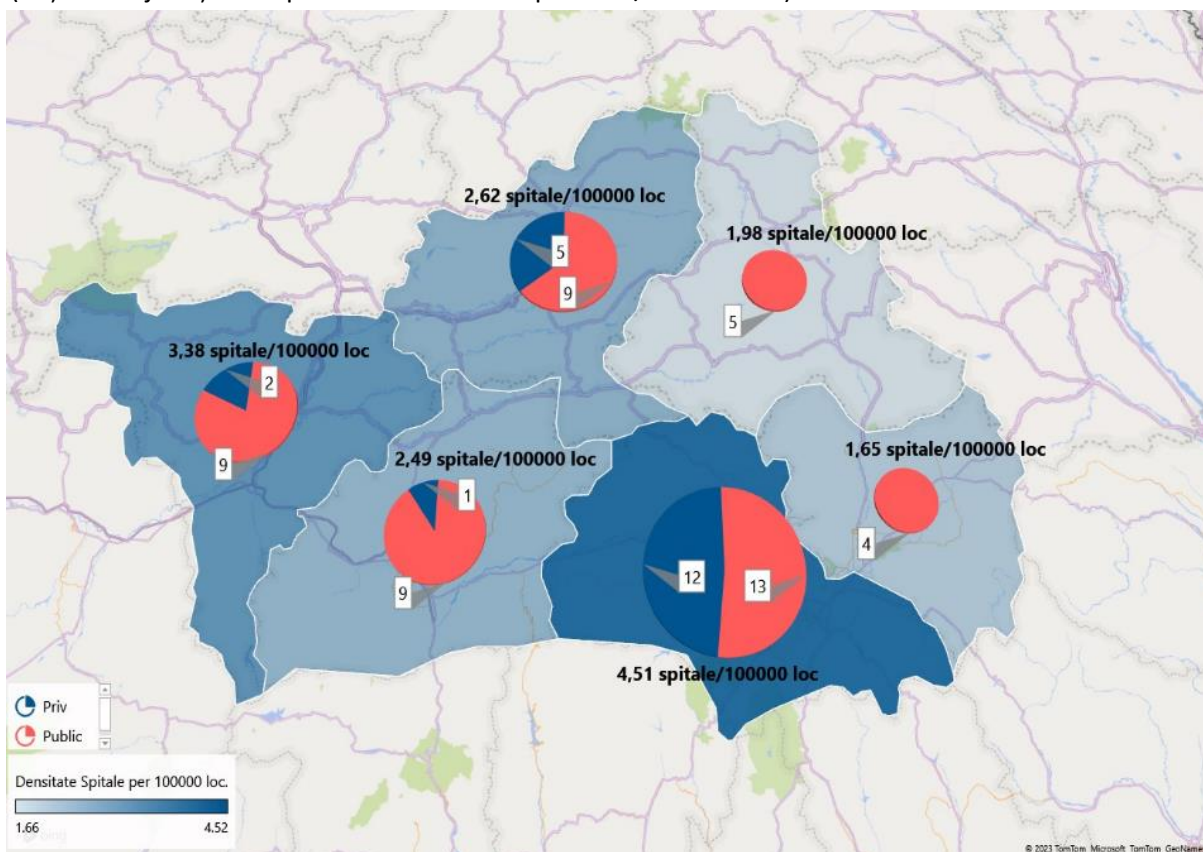 2,62 spitale/100000 loc
5
9
1,98 spitale/100000 loc
5
3,38 spitale/100000 loc
2
9
2,49 spitale/100000 loc
1
9
1,65 spitale/100000 loc
4
12
13
4,51 spitale/100000 loc
Priv
Public
Densitate Spitale per 100000 loc.
1.66
4.52
© 2023 TomTom, Microsoft, TomTom, GeoNames